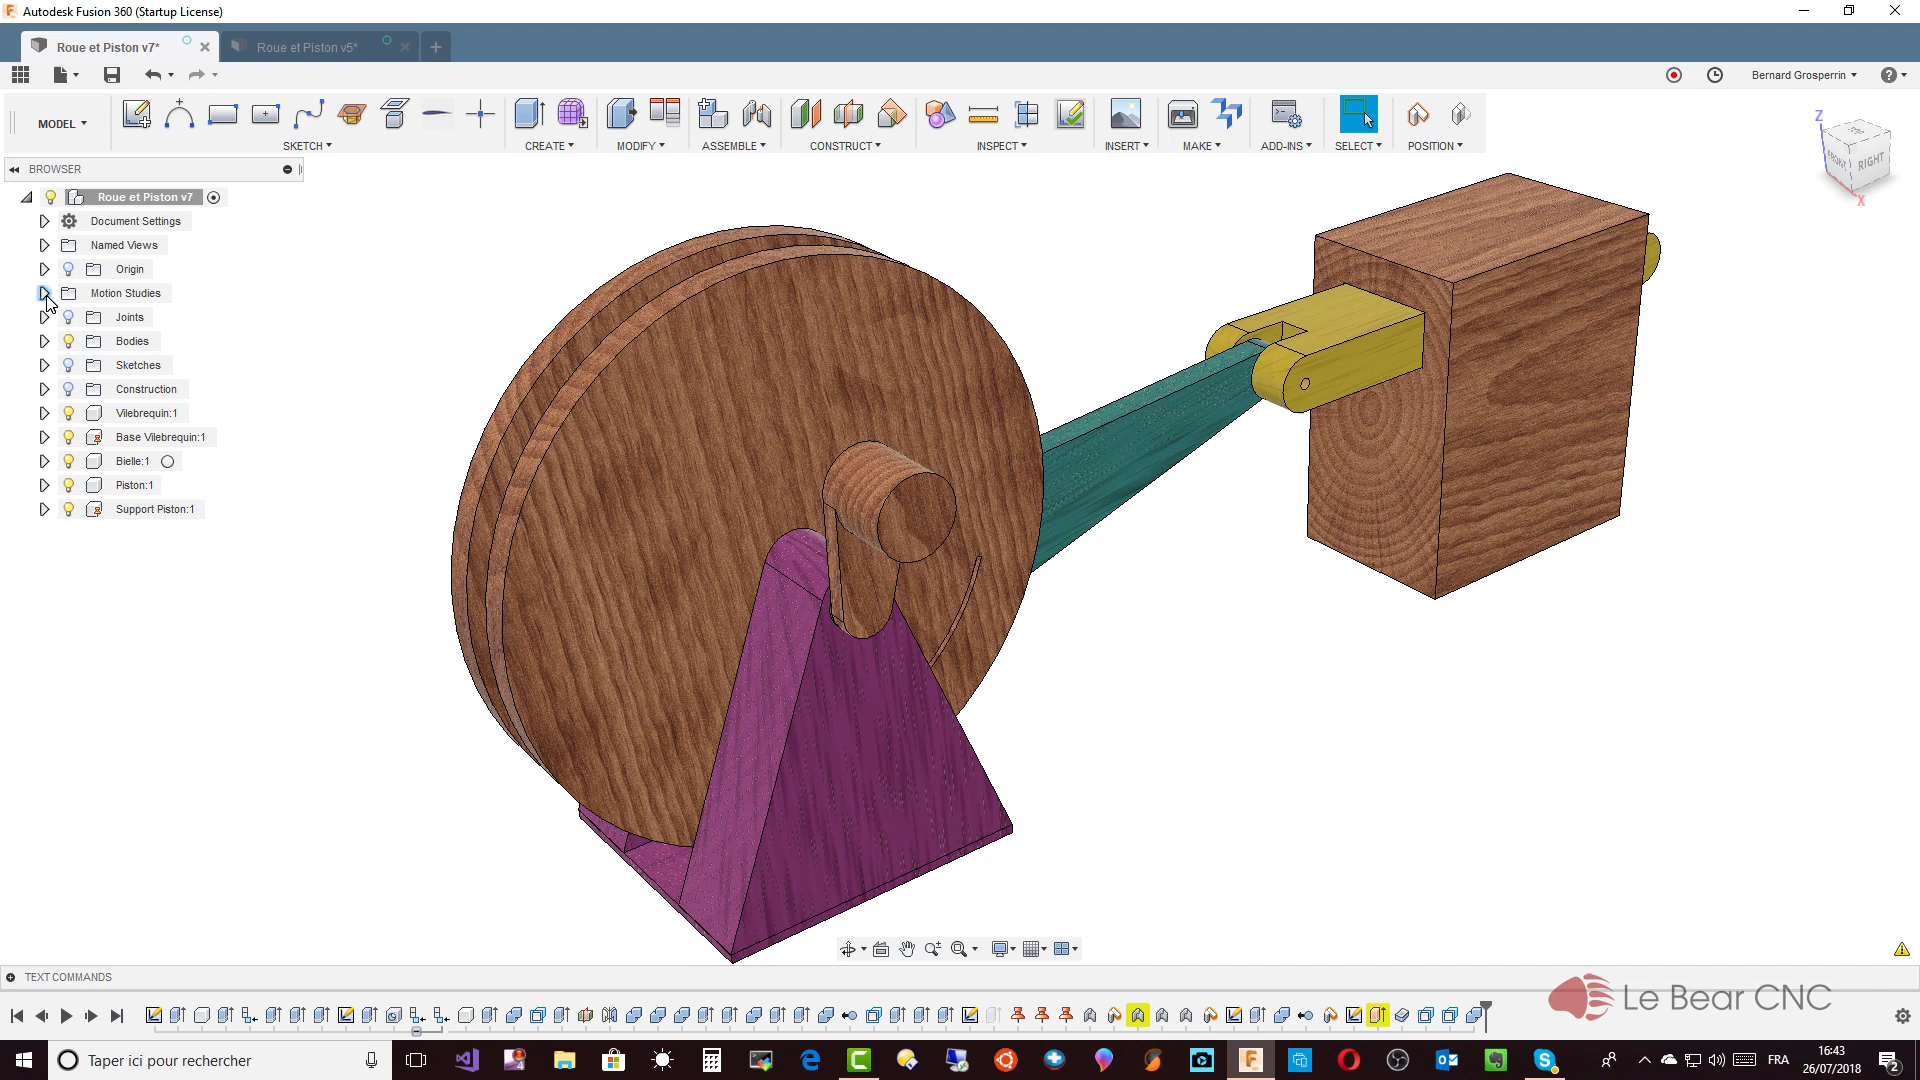 Autodesk Fusion 360 (Startup License)
Roue et Piston v7*
Roue et Piston v5*
Bernard Grosperrin
MODEL
SKETCH
CREATE
MODIFY
ASSEMBLE
CONSTRUCT
INSPECT
INSERT
MAKE
ADD-INS
SELECT
POSITION
Z
TOP
FRONT
RIGHT
X
BROWSER
Roue et Piston v7
Document Settings
Named Views
Origin
Motion Studies
Joints
Bodies
Sketches
Construction
Vilebrequin:1
Base Vilebrequin:1
Bielle:1
Piston:1
Support Piston:1
TEXT COMMANDS
Le Bear CNC
Taper ici pour rechercher
FRA
16:43
26/07/2018
2